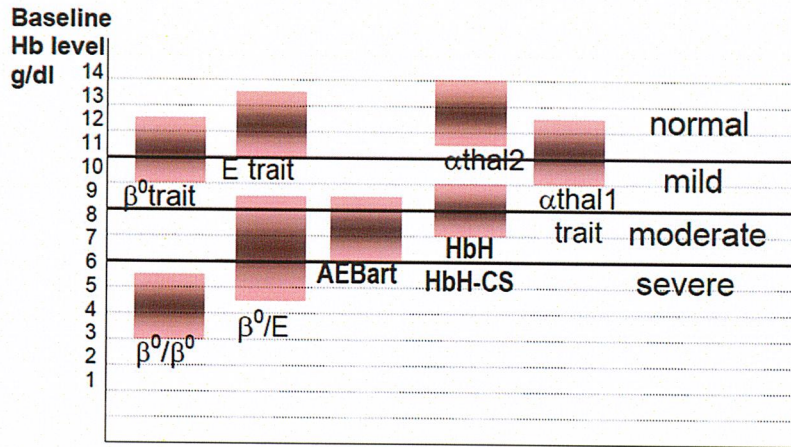 Baseline
Hb level
g/dl
14
13
12
11
10
9
8
7
6
5
4
3
2
1
normal
mild
moderate
severe
β⁰trait
E trait
αthal2
αthal1
trait
β⁰/E
AEBart
HbH
HbH-CS
β⁰/β⁰